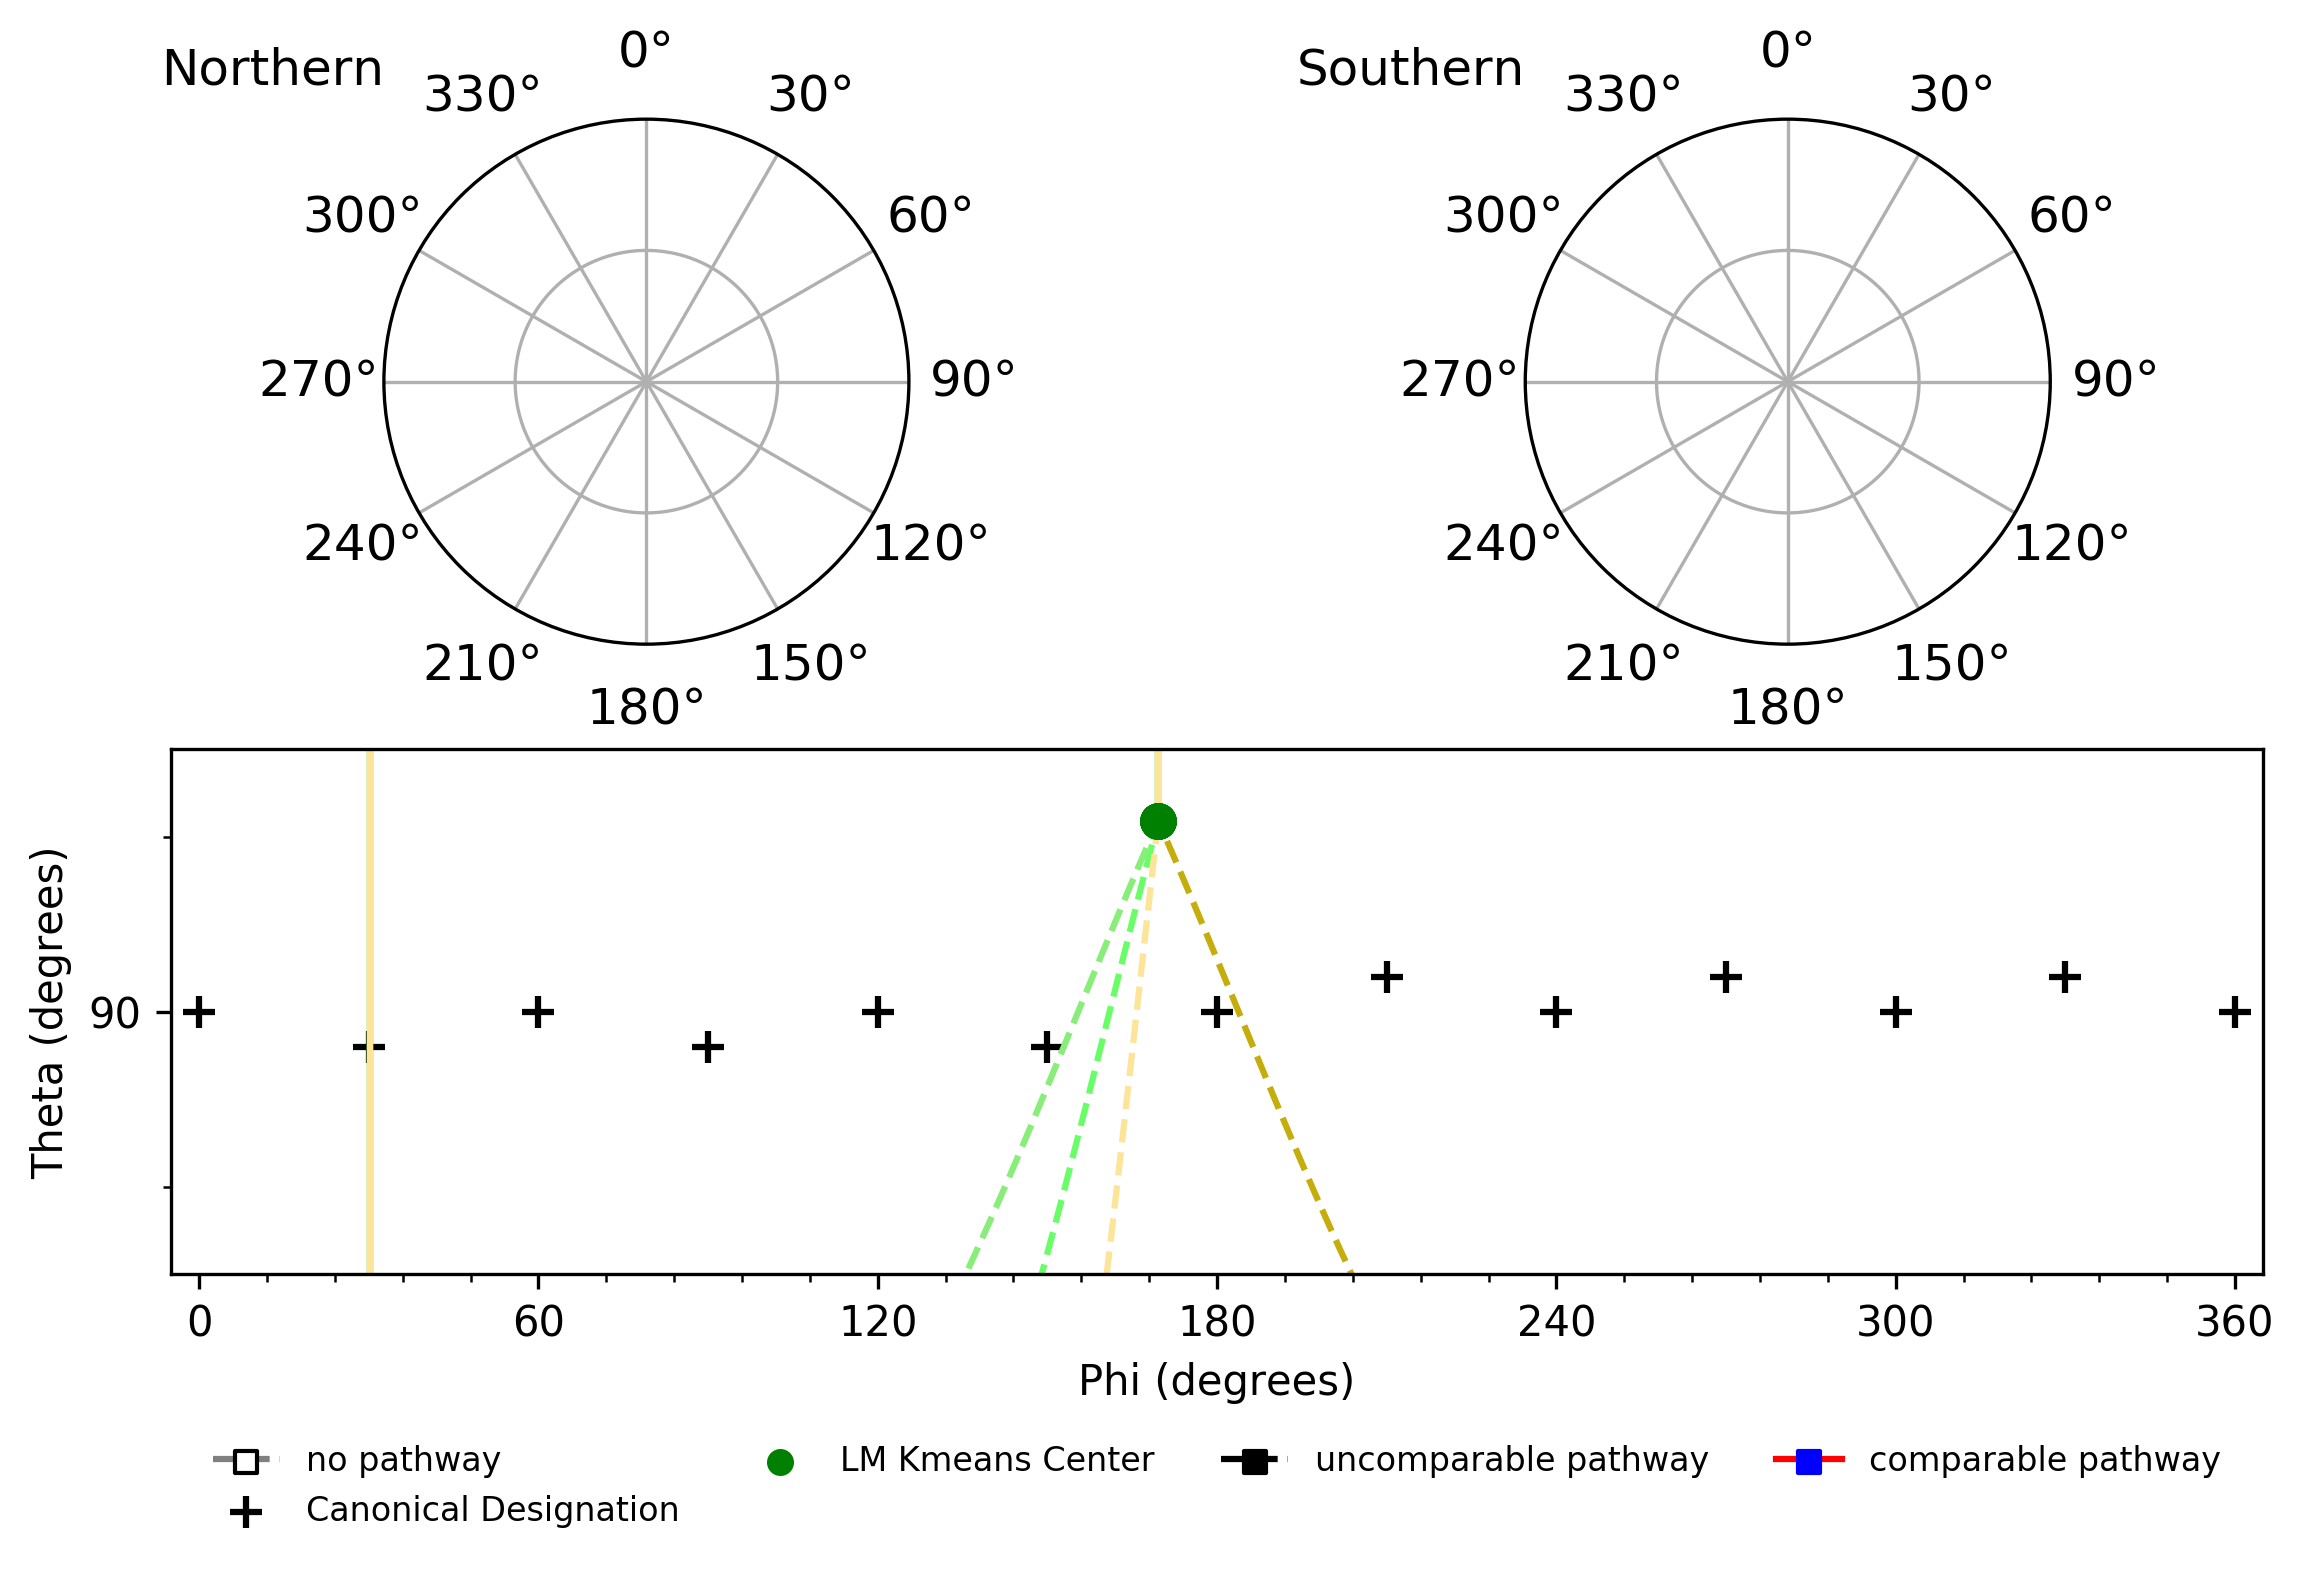 Northern
0°
330°
30°
300°
60°
270°
90°
240°
120°
210°
150°
180°
Southern
0°
330°
30°
300°
60°
270°
90°
240°
120°
210°
150°
180°
Theta (degrees)
90
0 60 120 180 240 300 360
Phi (degrees)
no pathway
LM Kmeans Center
uncomparable pathway
comparable pathway
Canonical Designation